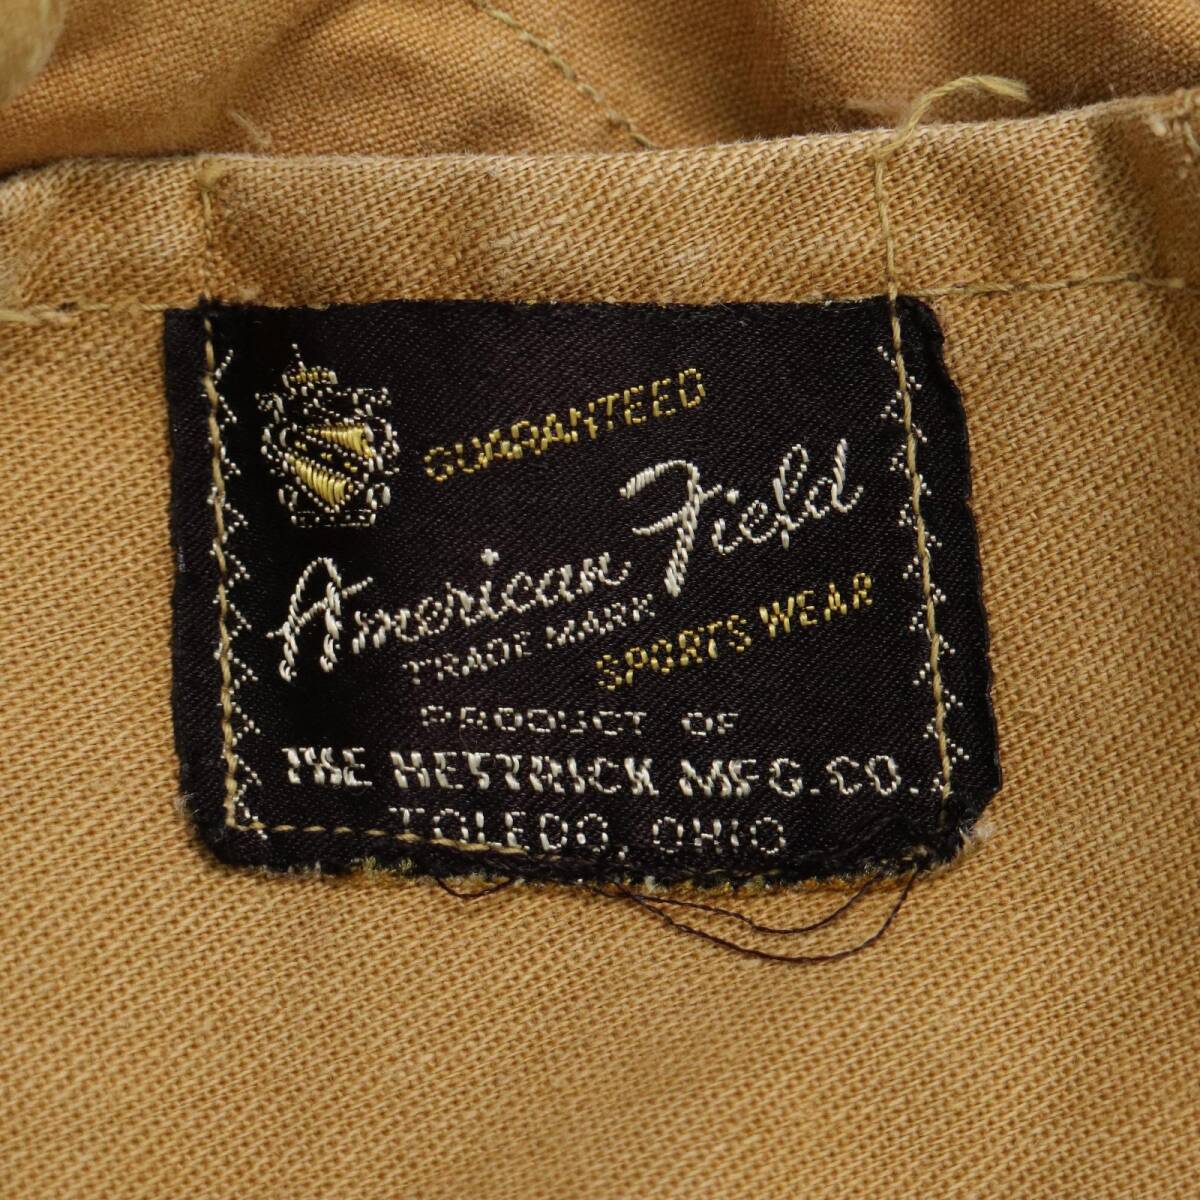 GUARANTEED
American Field
TRADE MARK
SPORTS WEAR
PRODUCT OF
THE HETTRICK MFG. CO.
TOLEDO, OHIO